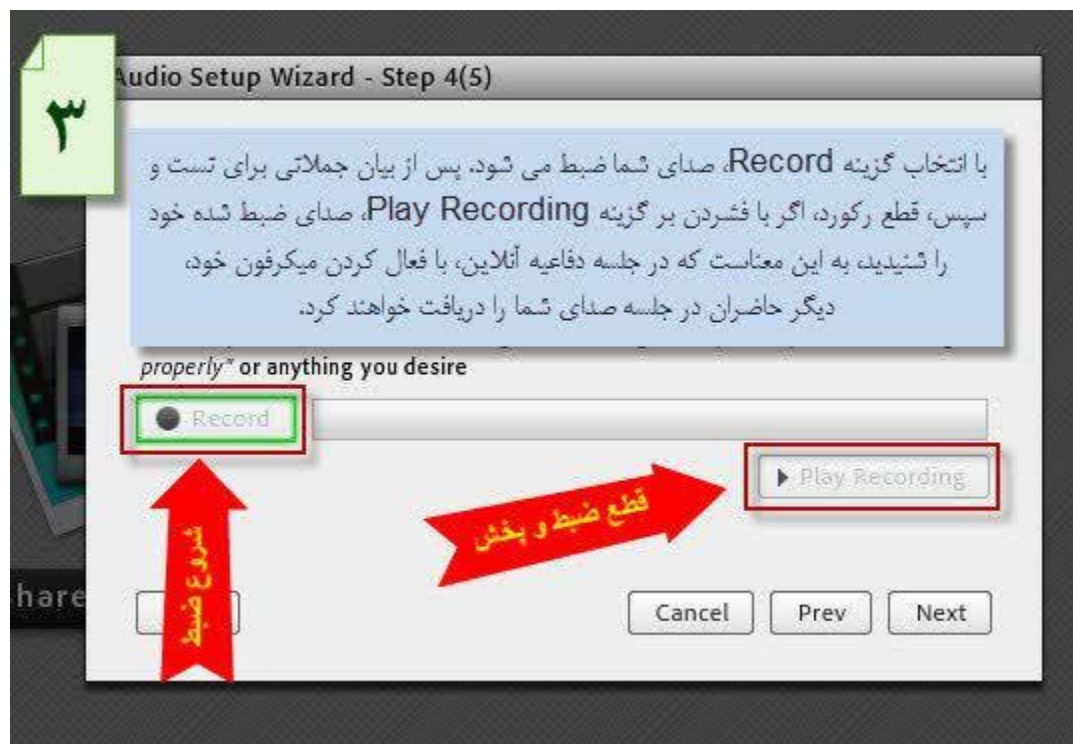 ۳
Audio Setup Wizard - Step 4(5)
با انتخاب گزینه Record، صدای شما ضبط می شود. پس از بیان جملاتی برای تست و
سپس، قطع رکورد، اگر با فشردن بر گزینه Play Recording، صدای ضبط شده خود
را شنیدید، به این معناست که در جلسه دفاعیه آنلاین، با فعال کردن میکرفون خود،
دیگر حاضران در جلسه صدای شما را دریافت خواهند کرد.
properly" or anything you desire
Record
Play Recording
قطع ضبط و پخش
شروع ضبط
hare
Cancel
Prev
Next